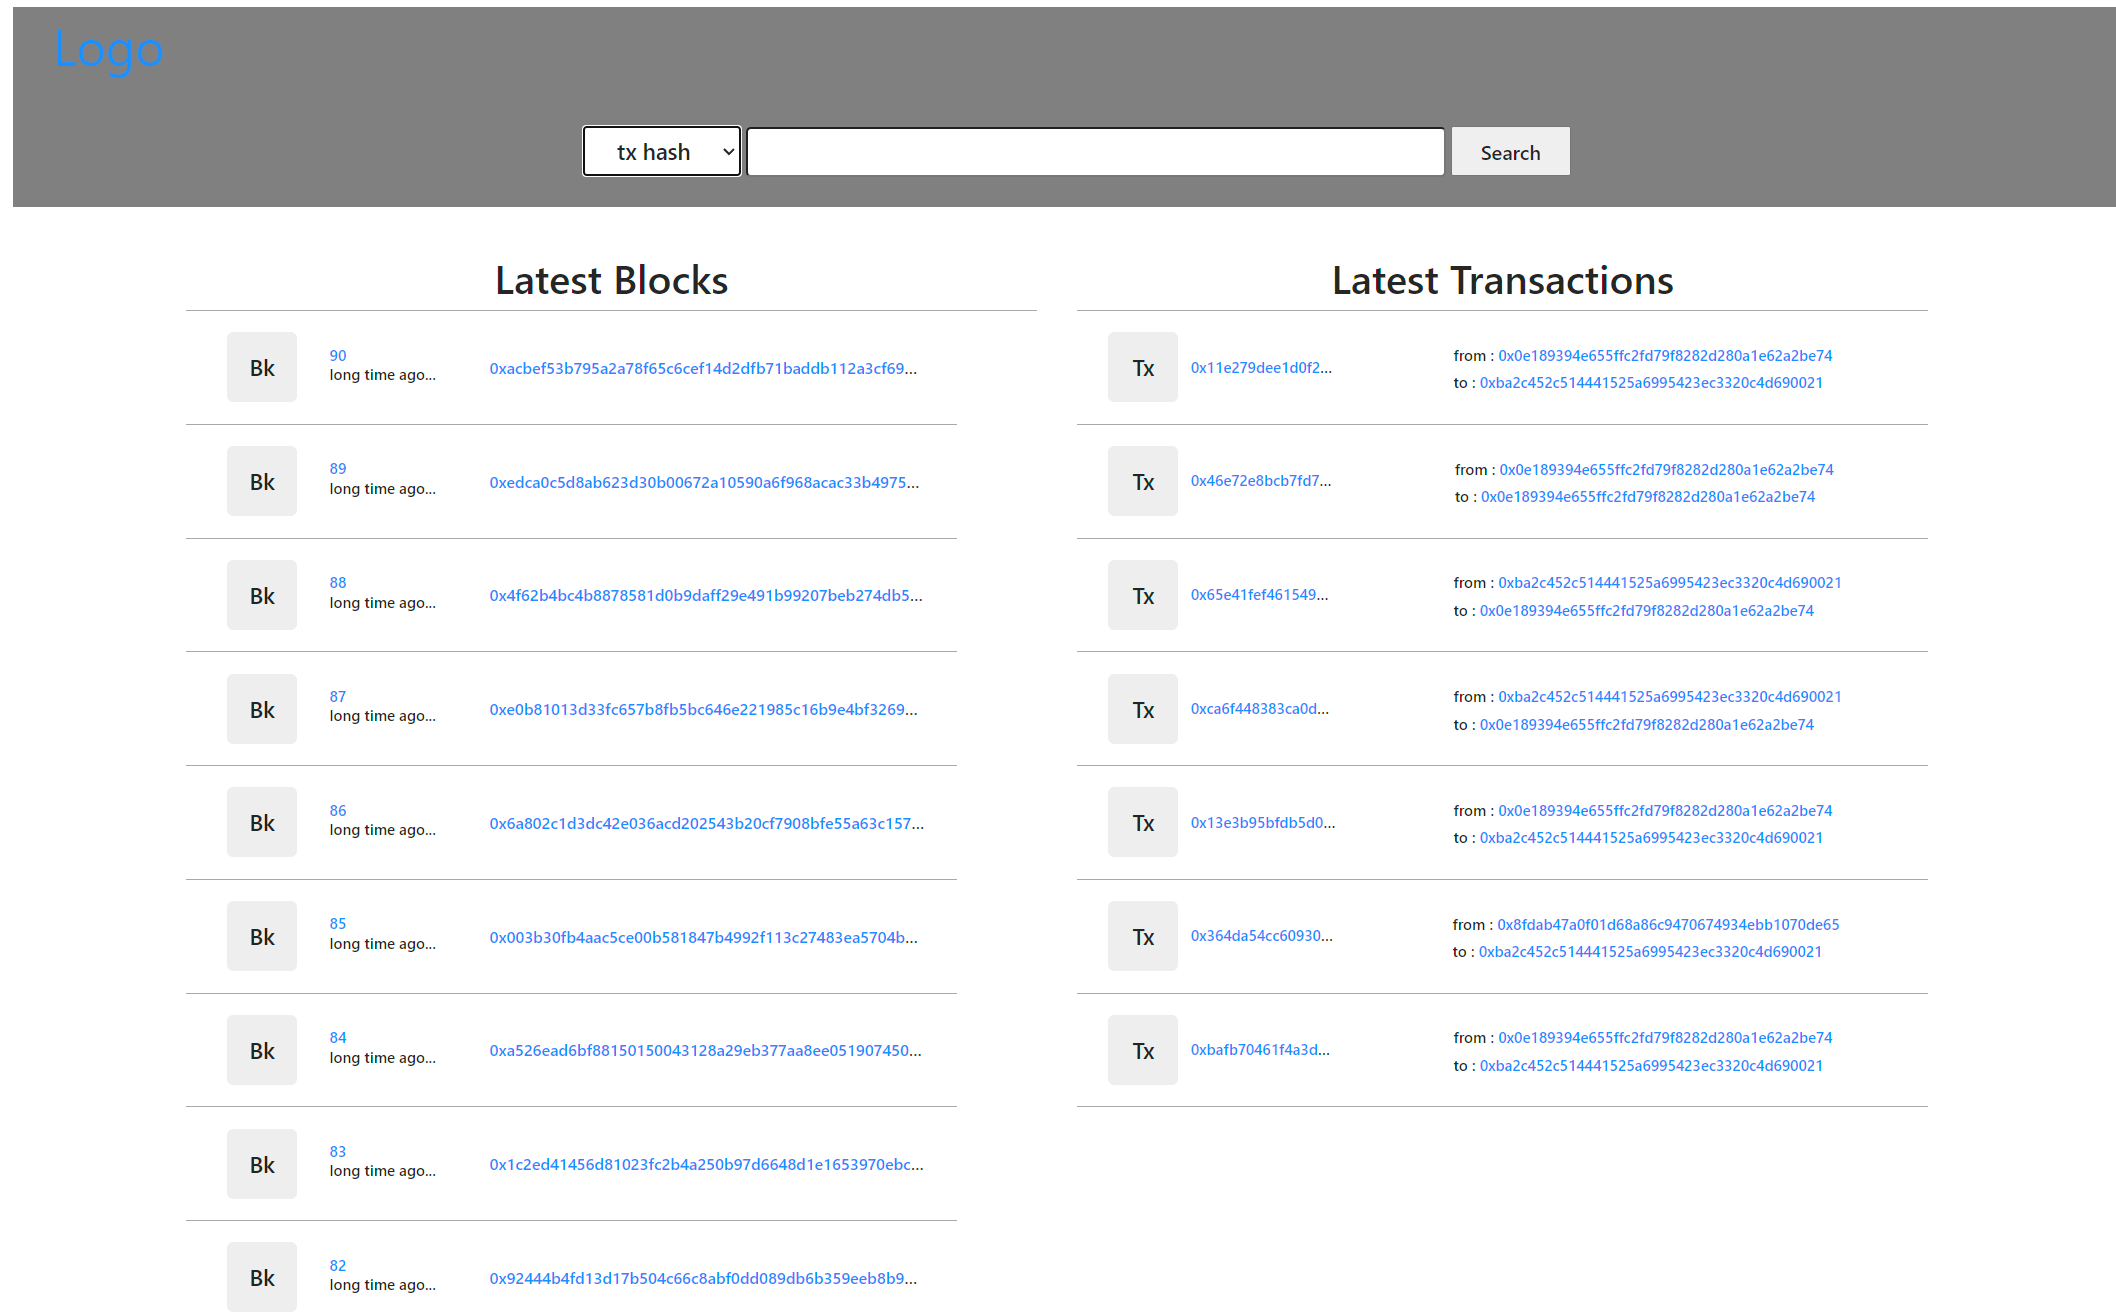 Logo
tx hash
Search
Latest Blocks
Bk
90
long time ago...
0xacbef53b795a2a78f65c6cef14d2dfb71baddb112a3cf69...
Bk
89
long time ago...
0xedca0c5d8ab623d30b00672a10590a6f968acac33b4975...
Bk
88
long time ago...
0x4f62b4bc4b8878581d0b9daff29e491b99207beb274db5...
Bk
87
long time ago...
0xe0b81013d33fc657b8fb5bc646e221985c16b9e4bf3269...
Bk
86
long time ago...
0x6a802c1d3dc42e036acd202543b20cf7908bfe55a63c157...
Bk
85
long time ago...
0x003b30fb4aac5ce00b581847b4992f113c27483ea5704b...
Bk
84
long time ago...
0xa526ead6bf88150150043128a29eb377aa8ee051907450...
Bk
83
long time ago...
0x1c2ed41456d81023fc2b4a250b97d6648d1e1653970ebc...
Bk
82
long time ago...
0x92444b4fd13d17b504c66c8abf0dd089db6b359eeb8b9...
Latest Transactions
Tx
0x11e279dee1d0f2...
from : 0x0e189394e655ffc2fd79f8282d280a1e62a2be74
to : 0xba2c452c514441525a6995423ec3320c4d690021
Tx
0x46e72e8bcb7fd7...
from : 0x0e189394e655ffc2fd79f8282d280a1e62a2be74
to : 0x0e189394e655ffc2fd79f8282d280a1e62a2be74
Tx
0x65e41fef461549...
from : 0xba2c452c514441525a6995423ec3320c4d690021
to : 0x0e189394e655ffc2fd79f8282d280a1e62a2be74
Tx
0xca6f448383ca0d...
from : 0xba2c452c514441525a6995423ec3320c4d690021
to : 0x0e189394e655ffc2fd79f8282d280a1e62a2be74
Tx
0x13e3b95bfdb5d0...
from : 0x0e189394e655ffc2fd79f8282d280a1e62a2be74
to : 0xba2c452c514441525a6995423ec3320c4d690021
Tx
0x364da54cc60930...
from : 0x8fdab47a0f01d68a86c9470674934ebb1070de65
to : 0xba2c452c514441525a6995423ec3320c4d690021
Tx
0xbafb70461f4a3d...
from : 0x0e189394e655ffc2fd79f8282d280a1e62a2be74
to : 0xba2c452c514441525a6995423ec3320c4d690021